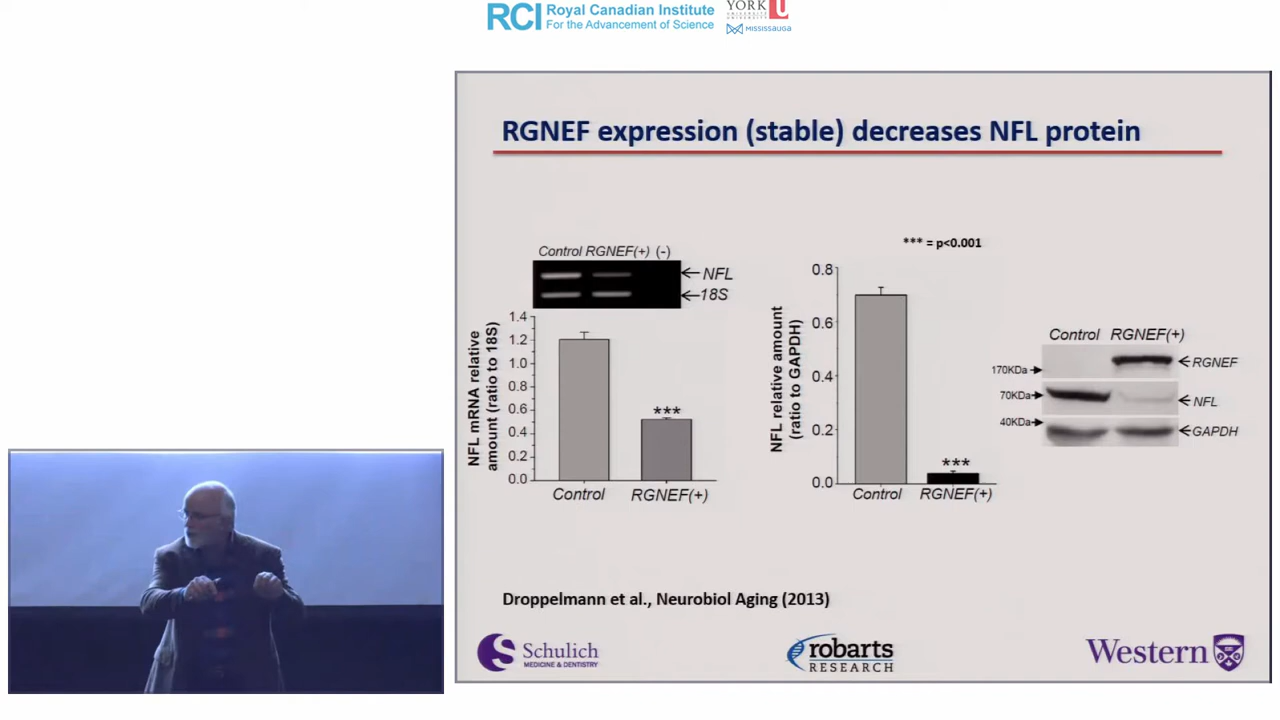 RCI Royal Canadian Institute
For the Advancement of Science
YORK U
MISSISSAUGA
RGNEF expression (stable) decreases NFL protein
Control RGNEF(+) (-)
NFL
18S
NFL mRNA relative
amount (ratio to 18S)
1.4
1.2
1.0
0.8
0.6
0.4
0.2
0.0
***
Control RGNEF(+)
*** = p<0.001
NFL relative amount
(ratio to GAPDH)
0.8
0.6
0.4
0.2
0.0
***
Control RGNEF(+)
Control RGNEF(+)
170KDa RGNEF
70KDa NFL
40KDa GAPDH
Droppelmann et al., Neurobiol Aging (2013)
Schulich
MEDICINE & DENTISTRY
robarts
RESEARCH
Western